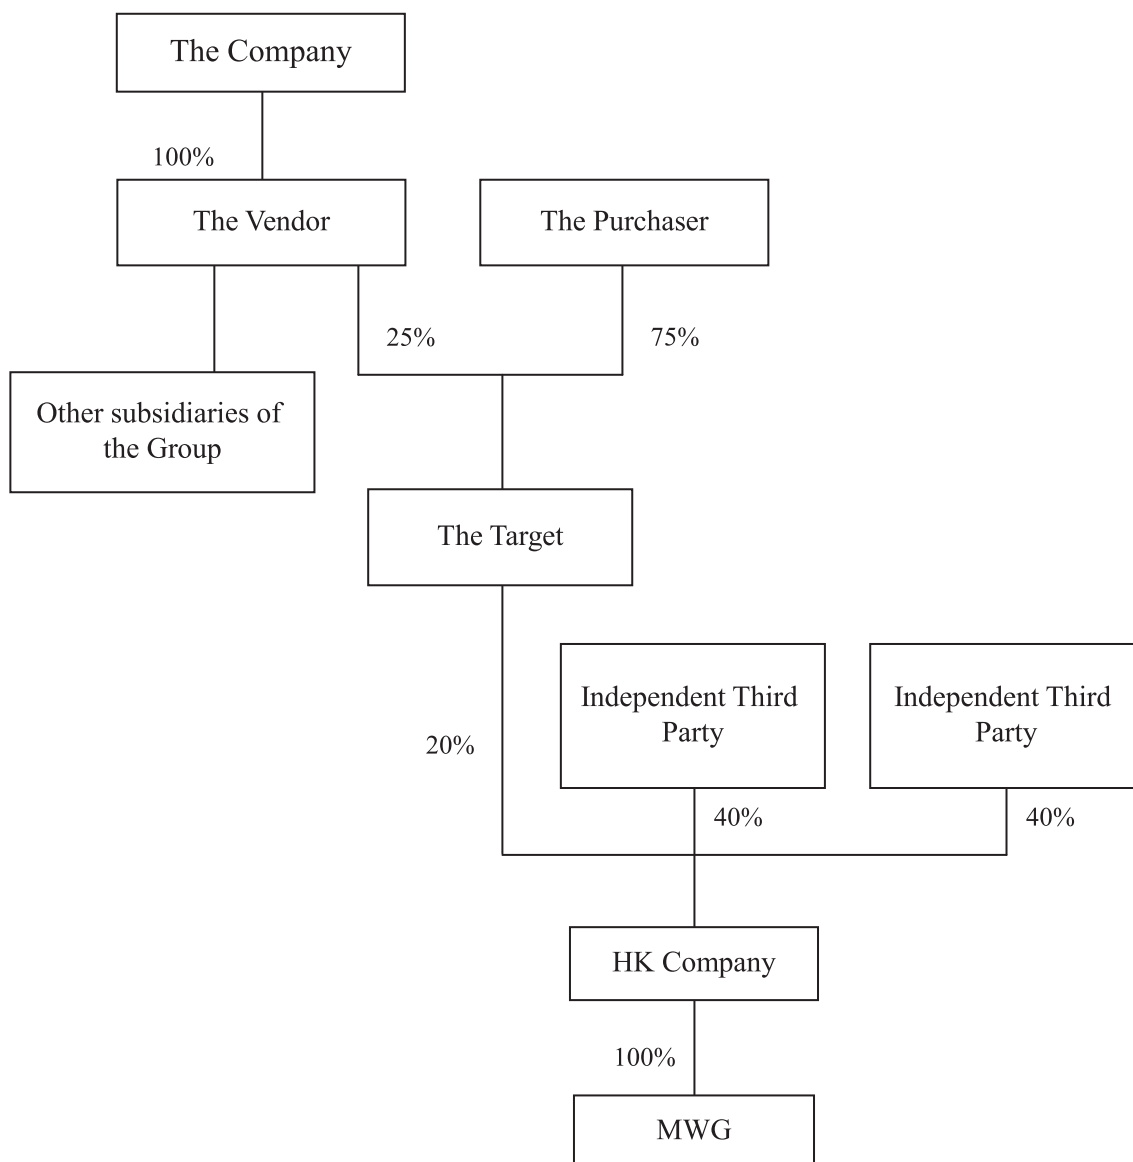 The Company
100%
The Vendor
The Purchaser
25%
75%
Other subsidiaries of
the Group
The Target
Independent Third
Party
Independent Third
Party
20%
40%
40%
HK Company
100%
MWG